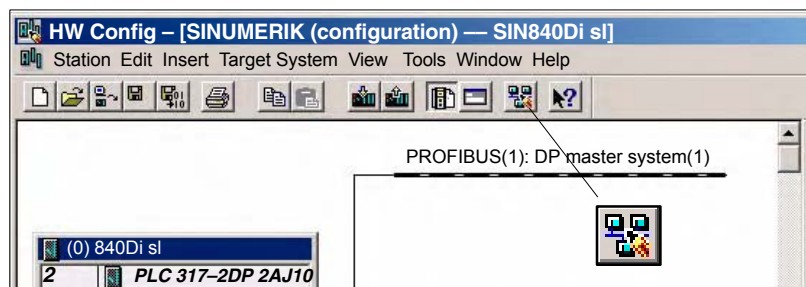 HW Config – [SINUMERIK (configuration) –– SIN840Di sl]
Station Edit Insert Target System View Tools Window Help
PROFIBUS(1): DP master system(1)
(0) 840Di sl
2 PLC 317–2DP 2AJ10